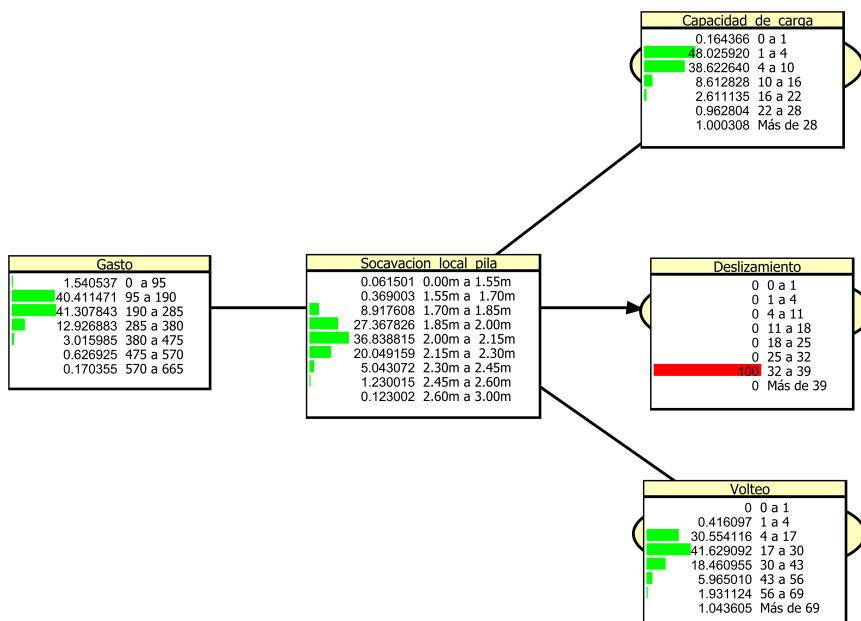 Capacidad_de_carga
0.164366 0 a 1
48.025920 1 a 4
38.622640 4 a 10
8.612828 10 a 16
2.611135 16 a 22
0.962804 22 a 28
1.000308 Más de 28
Gasto
1.540537 0 a 95
40.411471 95 a 190
41.307843 190 a 285
12.926883 285 a 380
3.015985 380 a 475
0.626925 475 a 570
0.170355 570 a 665
Socavacion_local_pila
0.061501 0.00m a 1.55m
0.369003 1.55m a 1.70m
8.917608 1.70m a 1.85m
27.367826 1.85m a 2.00m
36.838815 2.00m a 2.15m
20.049159 2.15m a 2.30m
5.043072 2.30m a 2.45m
1.230015 2.45m a 2.60m
0.123002 2.60m a 3.00m
Deslizamiento
0 0 a 1
0 1 a 4
0 4 a 11
0 11 a 18
0 18 a 25
0 25 a 32
100 32 a 39
0 Más de 39
Volteo
0 0 a 1
0.416097 1 a 4
30.554116 4 a 17
41.629092 17 a 30
18.460955 30 a 43
5.965010 43 a 56
1.931124 56 a 69
1.043605 Más de 69